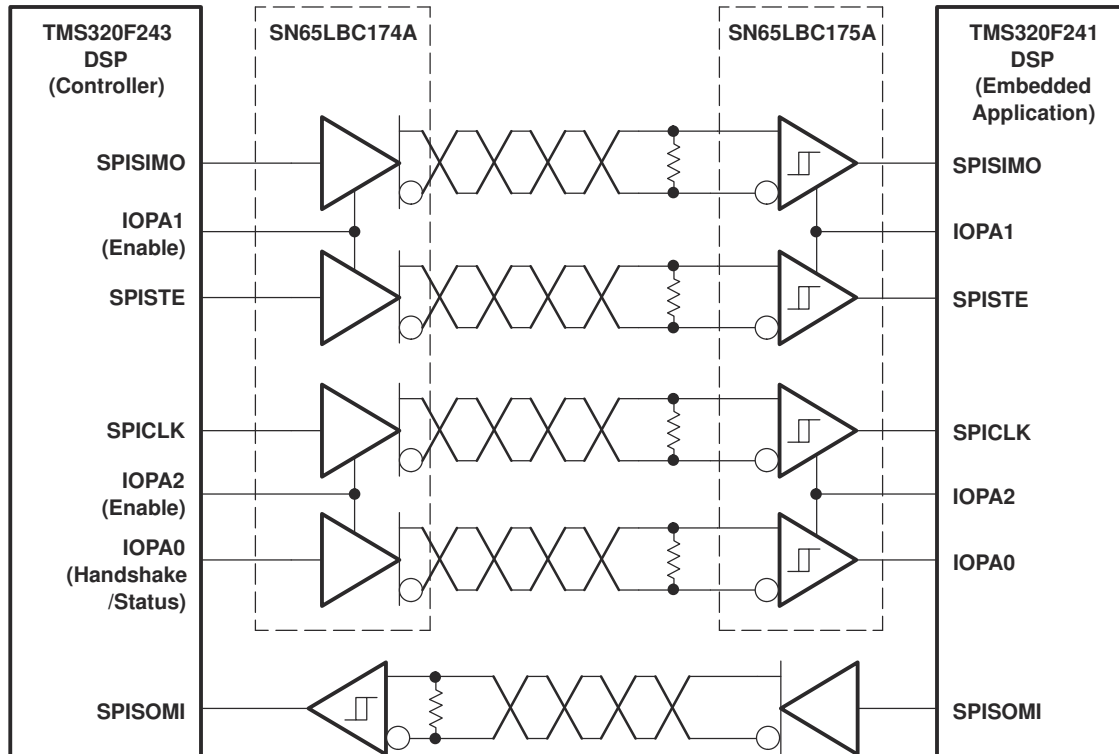 TMS320F243
DSP
(Controller)
SN65LBC174A
SN65LBC175A
TMS320F241
DSP
(Embedded
Application)
SPISIMO
SPISIMO
IOPA1
(Enable)
IOPA1
SPISTE
SPISTE
SPICLK
SPICLK
IOPA2
(Enable)
IOPA2
IOPA0
(Handshake
/Status)
IOPA0
SPISOMI
SPISOMI